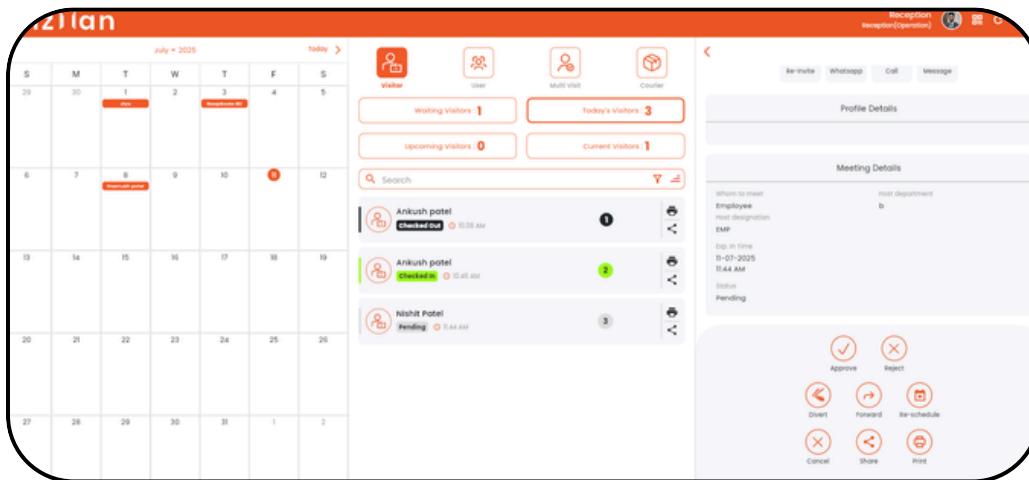 Reception
Reception(Operation)
July 2025
Today
S M T W T F S
29 30 1 2 3 4 5
6 7 8 9 10 11 12
13 14 15 16 17 18 19
20 21 22 23 24 25 26
27 28 29 30 31 1 2
Visitor
User
Multi Visit
Courier
Waiting Visitors : 1
Today's Visitors : 3
Upcoming Visitors : 0
Current Visitors : 1
Search
Ankush patel
Checked Out 10:38 AM
1
Ankush patel
Checked In 10:45 AM
2
Nishit Patel
Pending 11:44 AM
3
Re-Invite Whatsapp Call Message
Profile Details
Meeting Details
Whom to meet
Employee
Host department
b
Host designation
EMP
Exp. In time
11-07-2025
11:44 AM
Status
Pending
Approve
Reject
Divert
Forward
Re-schedule
Cancel
Share
Print